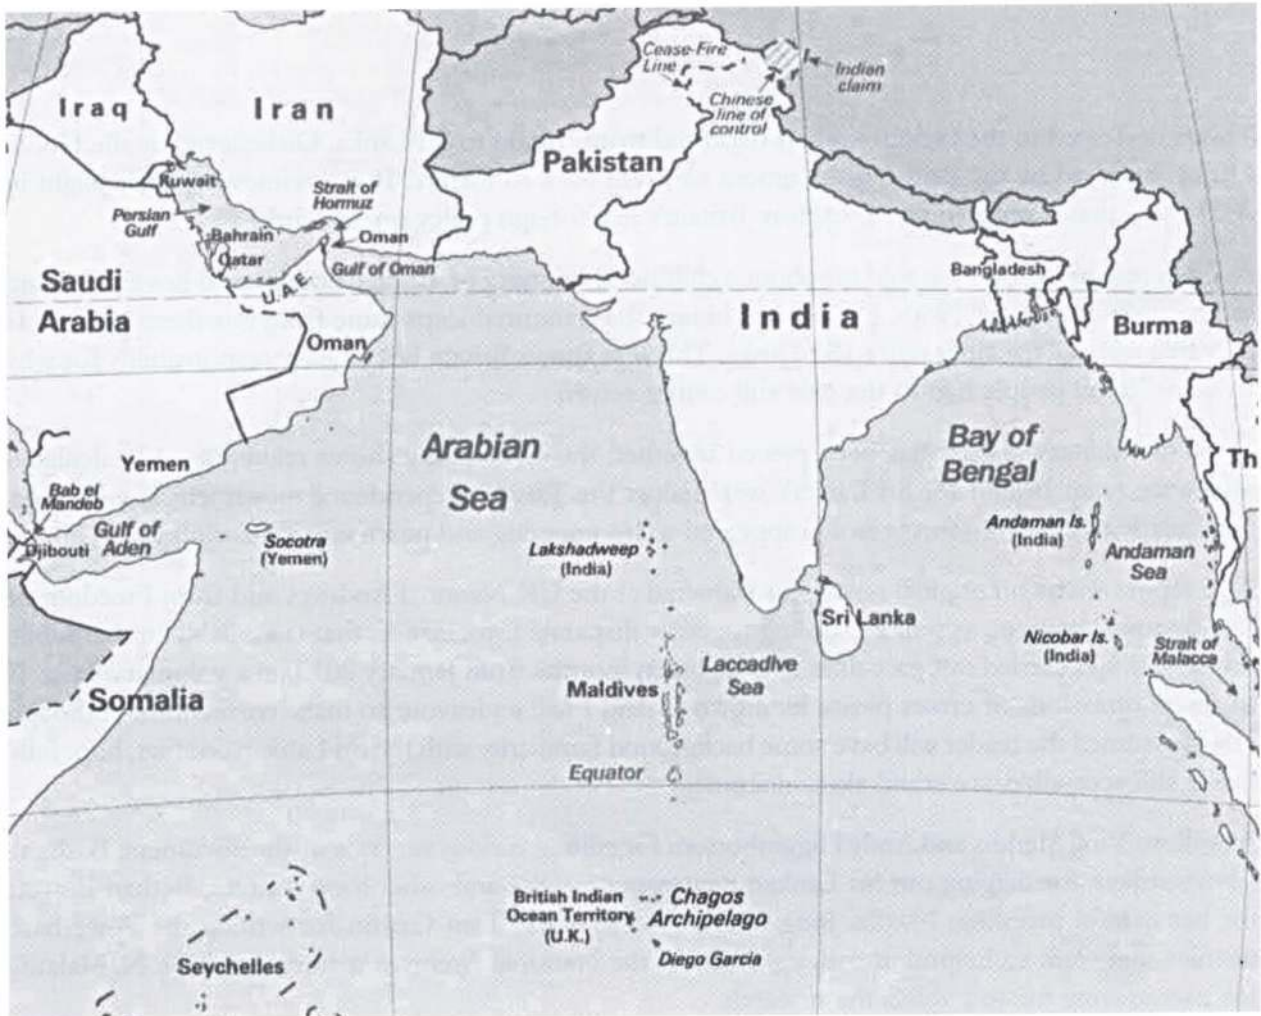 Cease-Fire
Line
Indian
claim
Chinese
line of
control
Iraq
Iran
Pakistan
Kuwait
Strait of
Hormuz
Persian
Gulf
Bahrain
Oman
Qatar
Gulf of Oman
U.A.E.
Saudi
Arabia
Oman
Bangladesh
India
Burma
Arabian
Sea
Bay of
Bengal
Th
Yemen
Bab el
Mandeb
Gulf of
Aden
Djibouti
Socotra
(Yemen)
Lakshadweep
(India)
Andaman Is.
(India)
Andaman
Sea
Sri Lanka
Nicobar Is.
(India)
Strait of
Malacca
Somalia
Maldives
Laccadive
Sea
Equator
British Indian
Ocean Territory
(U.K.)
Chagos
Archipelago
Diego Garcia
Seychelles